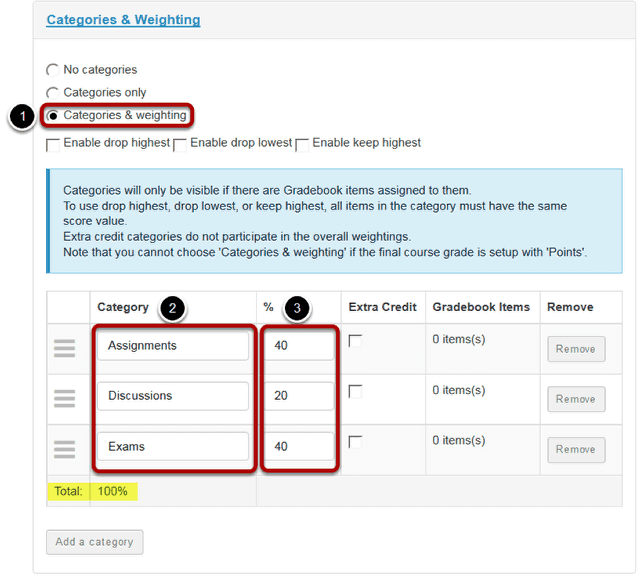 Categories & Weighting
No categories
Categories only
1 Categories & weighting
Enable drop highest Enable drop lowest Enable keep highest
Categories will only be visible if there are Gradebook items assigned to them.
To use drop highest, drop lowest, or keep highest, all items in the category must have the same
score value.
Extra credit categories do not participate in the overall weightings.
Note that you cannot choose 'Categories & weighting' if the final course grade is setup with 'Points'.
Category 2 % 3 Extra Credit Gradebook Items Remove
Assignments 40 0 items(s) Remove
Discussions 20 0 items(s) Remove
Exams 40 0 items(s) Remove
Total: 100%
Add a category